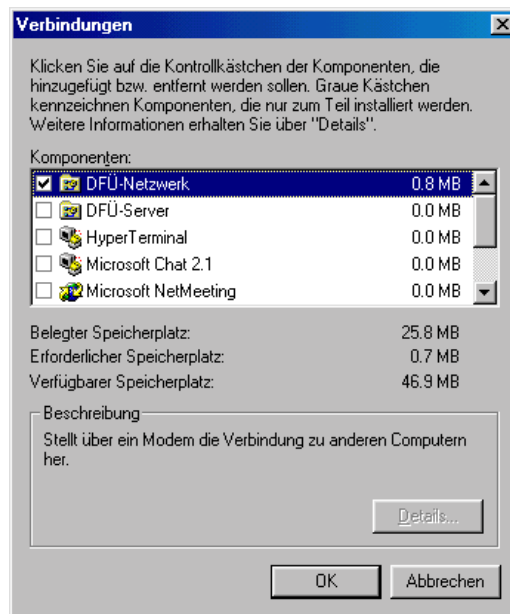 Verbindungen
Klicken Sie auf die Kontrollkästchen der Komponenten, die
hinzugefügt bzw. entfernt werden sollen. Graue Kästchen
kennzeichnen Komponenten, die nur zum Teil installiert werden.
Weitere Informationen erhalten Sie über "Details".
Komponenten:
DFÜ-Netzwerk 0.8 MB
DFÜ-Server 0.0 MB
HyperTerminal 0.0 MB
Microsoft Chat 2.1 0.0 MB
Microsoft NetMeeting 0.0 MB
Belegter Speicherplatz: 25.8 MB
Erforderlicher Speicherplatz: 0.7 MB
Verfügbarer Speicherplatz: 46.9 MB
Beschreibung
Stellt über ein Modem die Verbindung zu anderen Computern
her.
Details...
OK Abbrechen